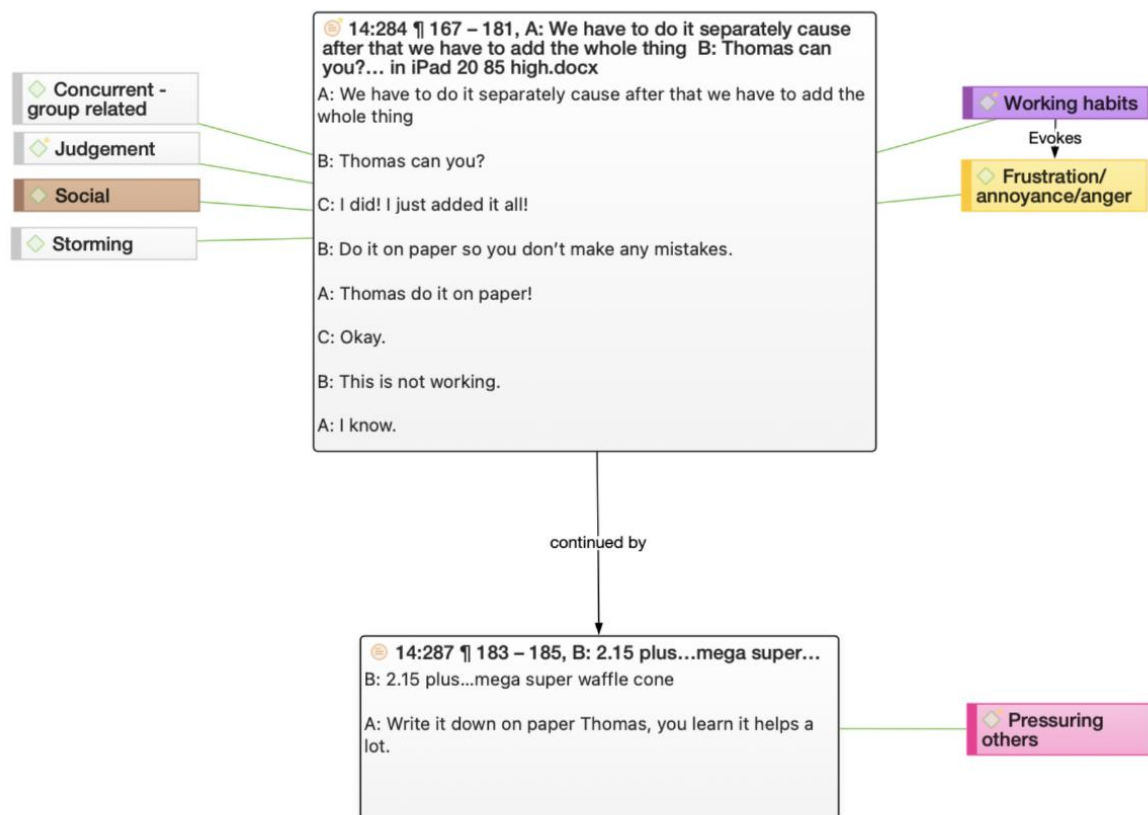 14:284 ¶ 167 – 181, A: We have to do it separately cause
after that we have to add the whole thing  B: Thomas can
you?… in iPad 20 85 high.docx
A: We have to do it separately cause after that we have to add the
whole thing
B: Thomas can you?
C: I did! I just added it all!
B: Do it on paper so you don’t make any mistakes.
A: Thomas do it on paper!
C: Okay.
B: This is not working.
A: I know.
Concurrent -
group related
Judgement
Social
Storming
Working habits
Evokes
Frustration/
annoyance/anger
continued by
14:287 ¶ 183 – 185, B: 2.15 plus…mega super…
B: 2.15 plus...mega super waffle cone
A: Write it down on paper Thomas, you learn it helps a
lot.
Pressuring
others